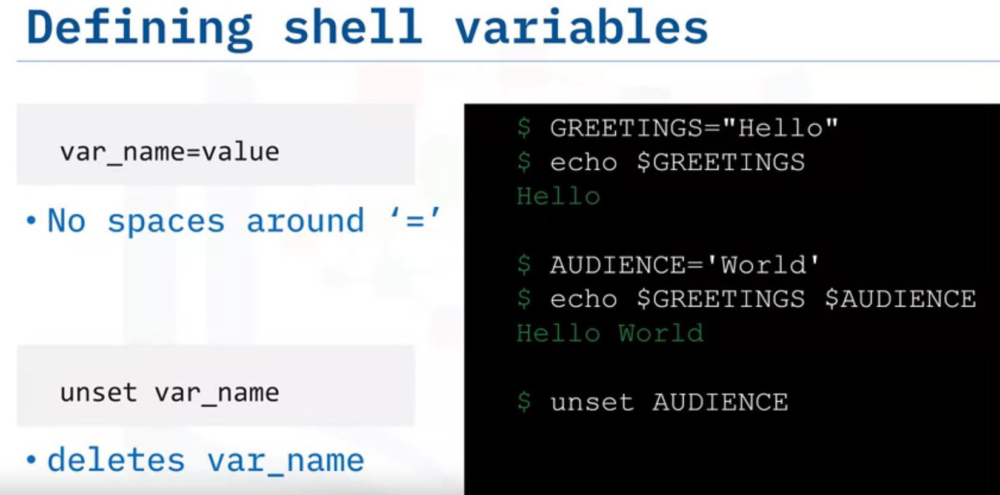 Defining shell variables
var_name=value
• No spaces around ‘=’
unset var_name
• deletes var_name
$ GREETINGS="Hello"
$ echo $GREETINGS
Hello
$ AUDIENCE='World'
$ echo $GREETINGS $AUDIENCE
Hello World
$ unset AUDIENCE